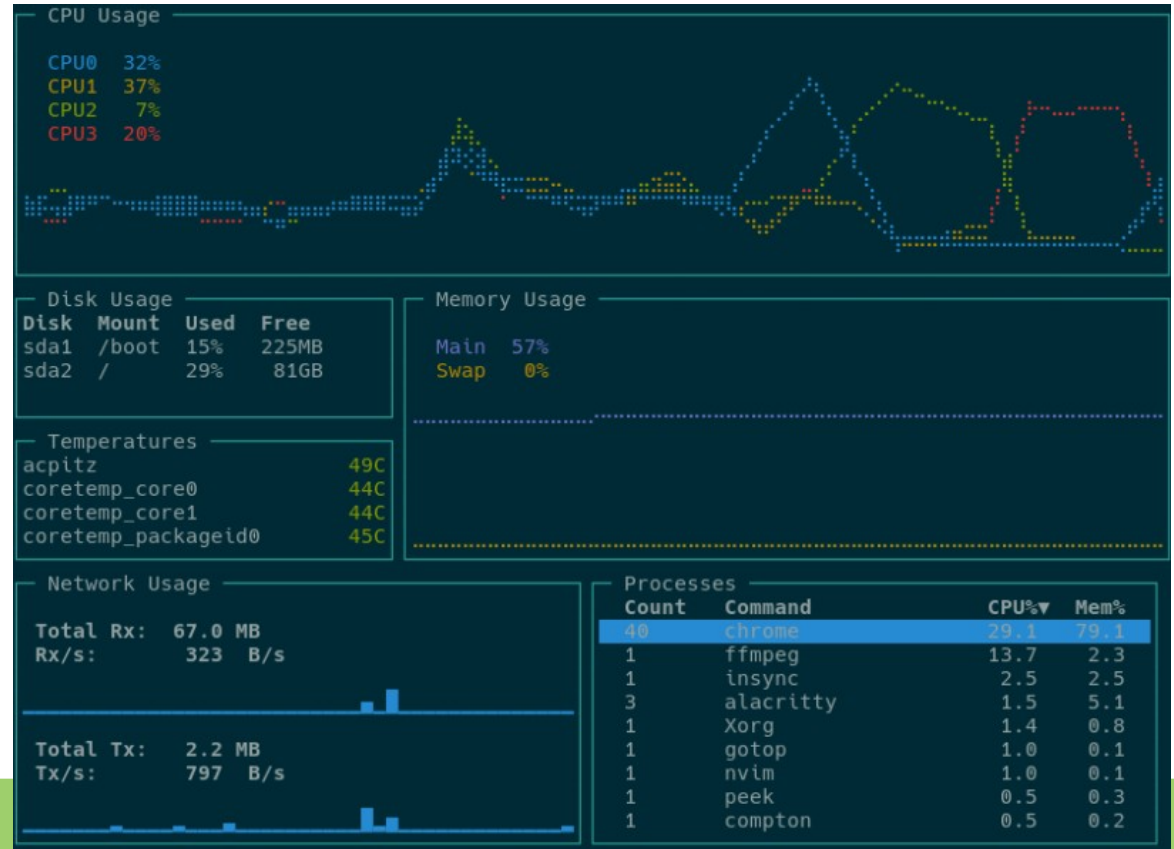 CPU Usage
CPU0 32%
CPU1 37%
CPU2 7%
CPU3 20%
Disk Usage
Disk Mount Used Free
sda1 /boot 15% 225MB
sda2 / 29% 81GB
Memory Usage
Main 57%
Swap 0%
Temperatures
acpitz 49C
coretemp_core0 44C
coretemp_core1 44C
coretemp_packageid0 45C
Network Usage
Total Rx: 67.0 MB
Rx/s: 323 B/s
Total Tx: 2.2 MB
Tx/s: 797 B/s
Processes
Count Command CPU%▼ Mem%
40 chrome 29.1 79.1
1 ffmpeg 13.7 2.3
1 insync 2.5 2.5
3 alacritty 1.5 5.1
1 Xorg 1.4 0.8
1 gotop 1.0 0.1
1 nvim 1.0 0.1
1 peek 0.5 0.3
1 compton 0.5 0.2